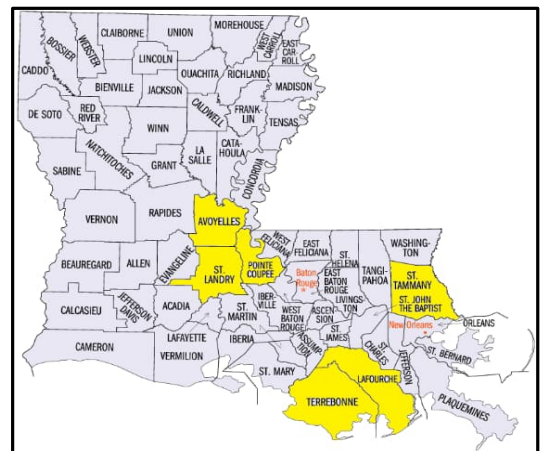 CLAIBORNE
UNION
MOREHOUSE
WEST
CARROLL
EAST
CAR-
ROLL
CADDO
BOSSIER
WEBSTER
LINCOLN
OUACHITA
RICHLAND
MADISON
BIENVILLE
JACKSON
DE SOTO
RED
RIVER
CALDWELL
FRANK-
LIN
TENSAS
WINN
NATCHITOCHES
LA
SALLE
CATA-
HOULA
CONCORDIA
SABINE
GRANT
VERNON
RAPIDES
AVOYELLES
WEST
FELICIANA
EAST
FELICIANA
ST.
HELENA
WASHING-
TON
BEAUREGARD
ALLEN
EVANGELINE
ST.
LANDRY
POINTE
COUPEE
Baton
Rouge
EAST
BATON
ROUGE
TANGI-
PAHOA
ST.
TAMMANY
LIVINGS-
TON
ST. JOHN
THE BAPTIST
CALCASIEU
JEFFERSON
DAVIS
ACADIA
ST.
MARTIN
IBER-
VILLE
WEST
BATON
ROUGE
ASCEN-
SION
New Orleans
ORLEANS
CAMERON
LAFAYETTE
VERMILION
IBERIA
ASSUMP-
TION
ST.
JAMES
ST.
CHARLES
JEFFERSON
ST. BERNARD
ST. MARY
LAFOURCHE
TERREBONNE
PLAQUEMINES